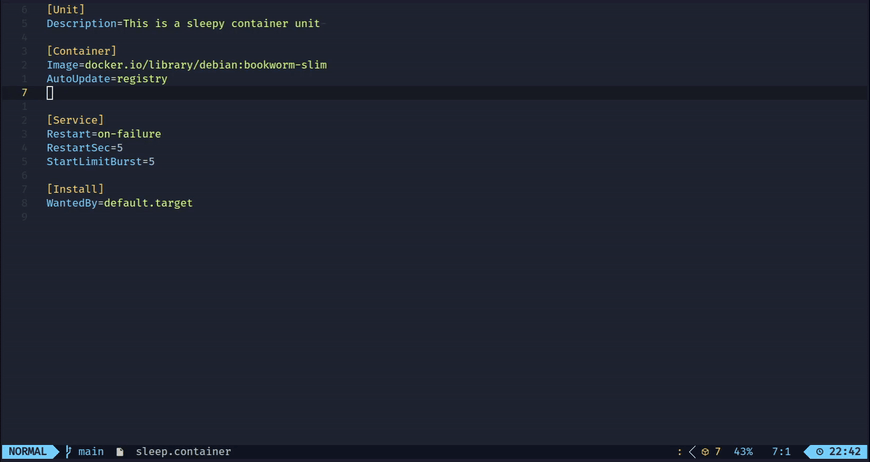 6 [Unit]
5 Description=This is a sleepy container unit
4
3 [Container]
2 Image=docker.io/library/debian:bookworm-slim
1 AutoUpdate=registry
7
1
2 [Service]
3 Restart=on-failure
4 RestartSec=5
5 StartLimitBurst=5
6
7 [Install]
8 WantedBy=default.target
9
NORMAL main sleep.container : 7 43% 7:1 22:42